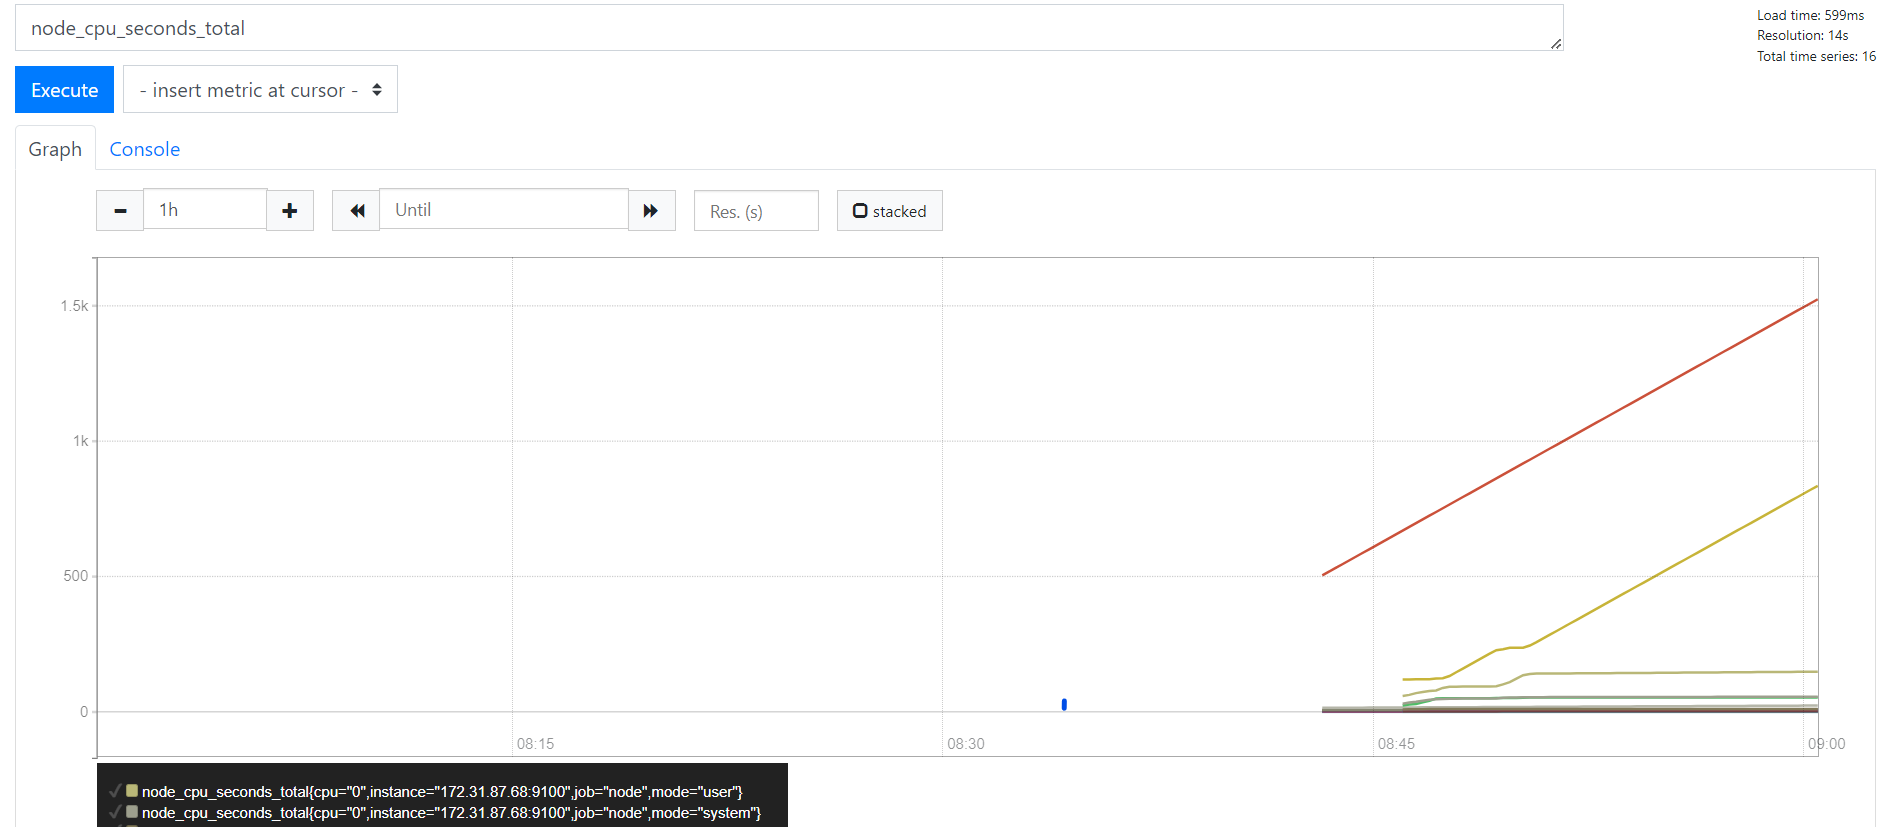 node_cpu_seconds_total
Load time: 599ms
Resolution: 14s
Total time series: 16
Execute
- insert metric at cursor -
Graph
Console
1h
Until
Res. (s)
stacked
1.5k
1k
500
0
08:15
08:30
08:45
09:00
node_cpu_seconds_total{cpu="0",instance="172.31.87.68:9100",job="node",mode="user"}
node_cpu_seconds_total{cpu="0",instance="172.31.87.68:9100",job="node",mode="system"}